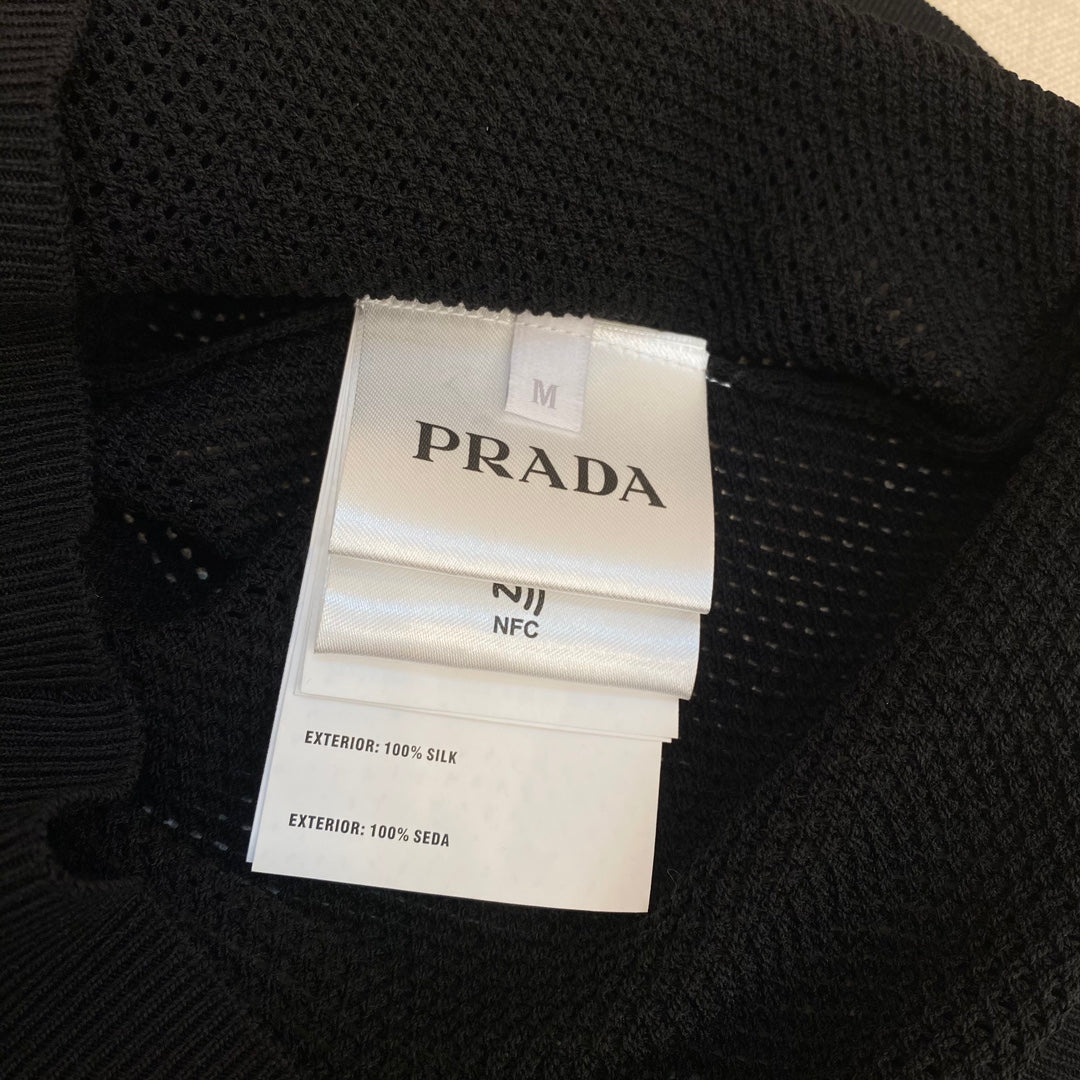 M
PRADA
NFC
EXTERIOR: 100% SILK
EXTERIOR: 100% SEDA